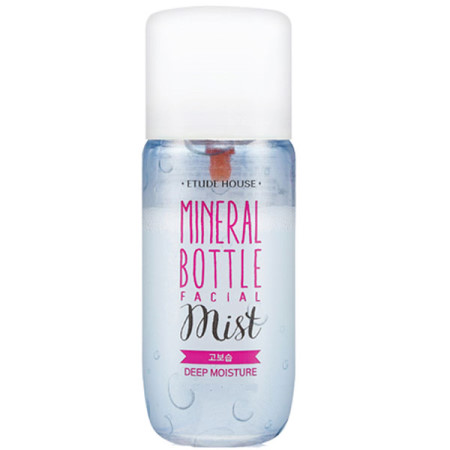 • ETUDE HOUSE •
MINERAL
BOTTLE
FACIAL
Mist
고보습
DEEP MOISTURE